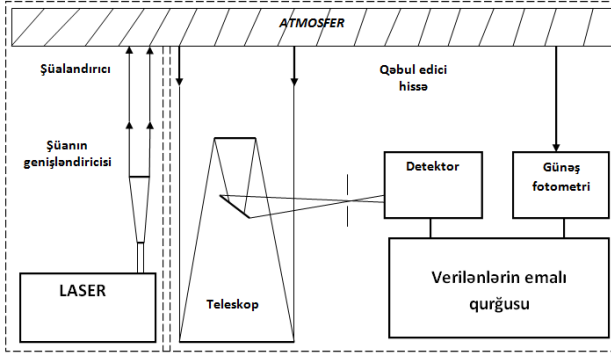 ATMOSFER
Şüalandırıcı
Qəbul edici
hissə
Şüanın
genişləndiricisi
Detektor
Günəş
fotometri
LASER
Teleskop
Verilənlərin emalı
qurğusu